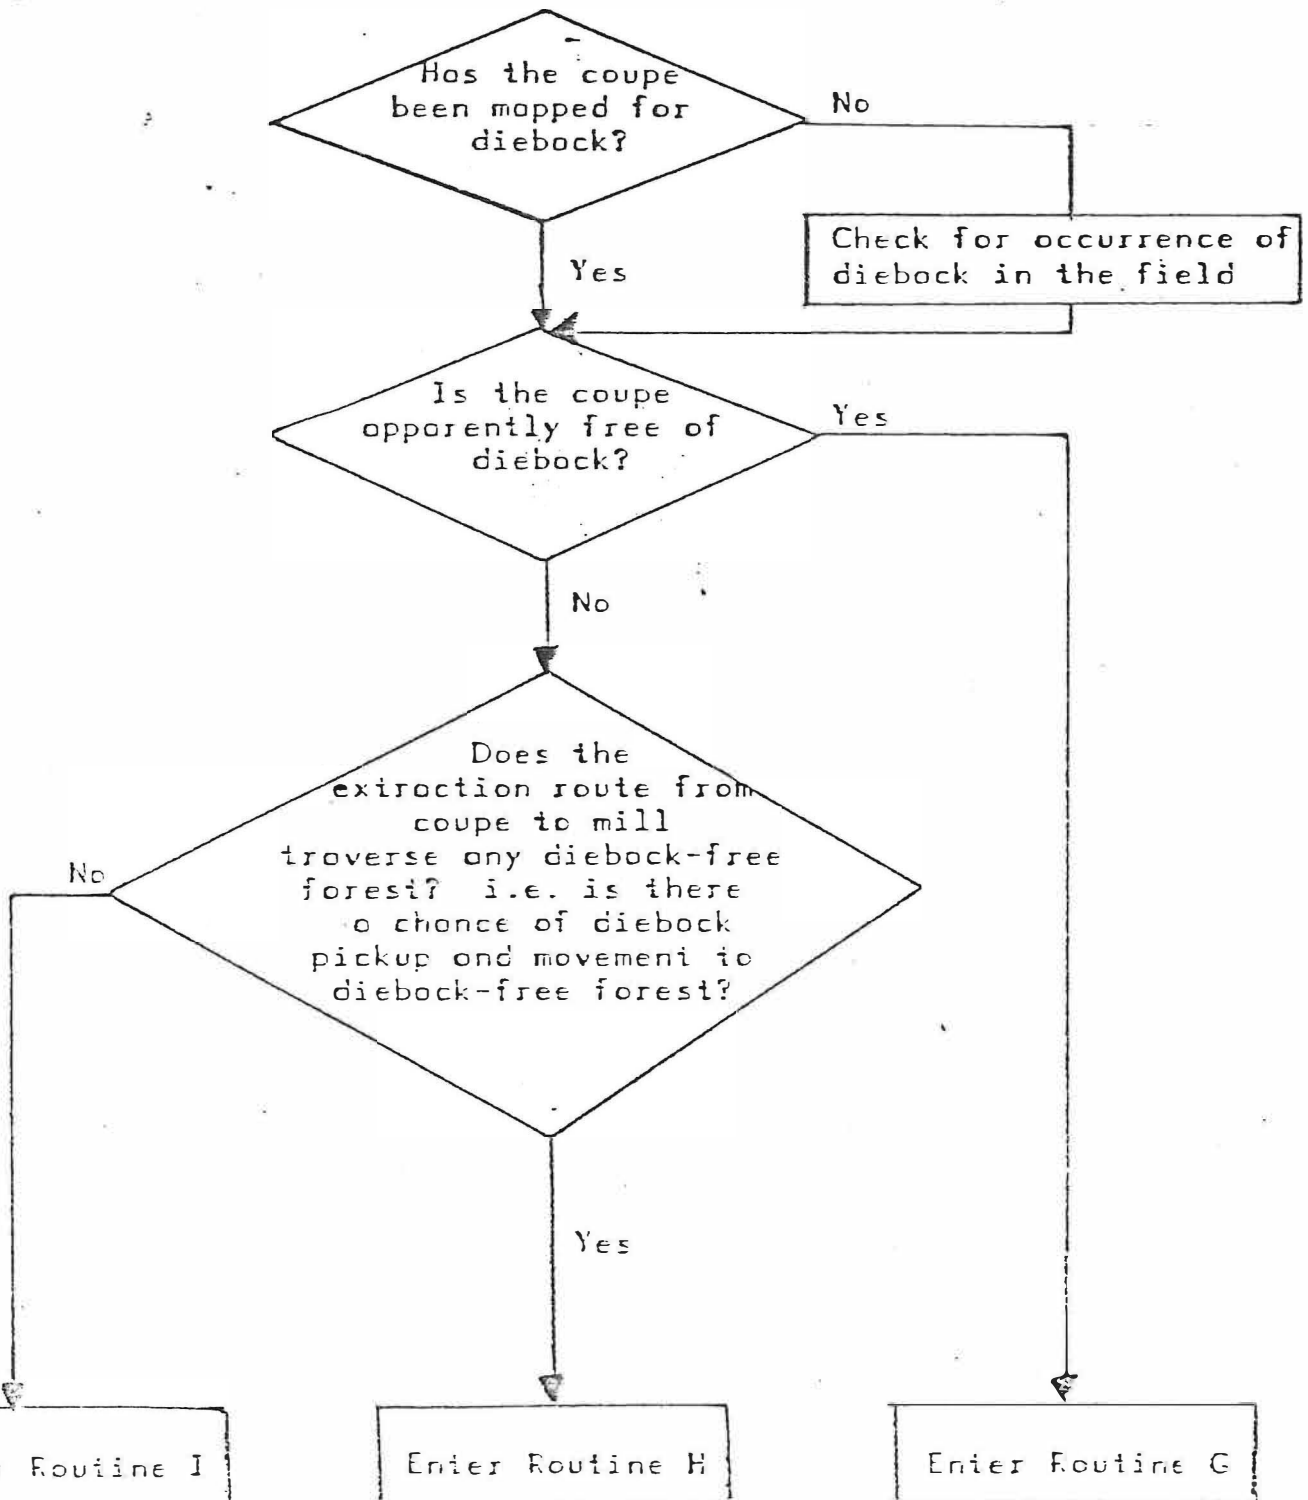 Has the coupe
been mapped for
dieback?
No
Yes
Check for occurrence of
dieback in the field
Is the coupe
apparently free of
dieback?
Yes
No
Does the
extraction route from
coupe to mill
traverse any dieback-free
forest? i.e. is there
a chance of dieback
pickup and movement to
dieback-free forest?
No
Yes
Routine I
Enter Routine H
Enter Routine G